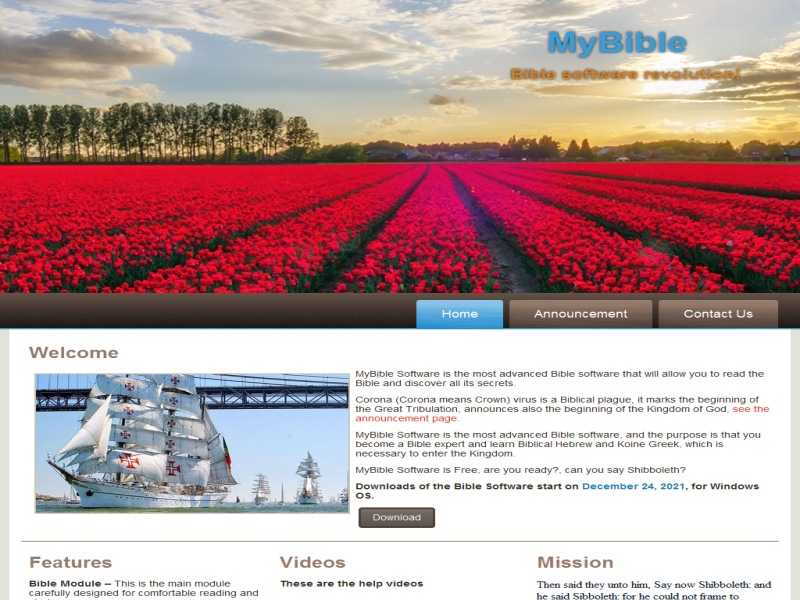 MyBible
Bible software revolution!
Home
Announcement
Contact Us
Welcome
MyBible Software is the most advanced Bible software that will allow you to read the
Bible and discover all its secrets.
Corona (Corona means Crown) virus is a Biblical plague, it marks the beginning of
the Great Tribulation, announces also the beginning of the Kingdom of God, see the
announcement page.
MyBible Software is the most advanced Bible software, and the purpose is that you
become a Bible expert and learn Biblical Hebrew and Koine Greek, which is
necessary to enter the Kingdom.
MyBible Software is Free, are you ready?, can you say Shibboleth?
Downloads of the Bible Software start on December 24, 2021, for Windows
OS.
Download
Features
Bible Module – This is the main module
carefully designed for comfortable reading and
Videos
These are the help videos
Mission
Then said they unto him, Say now Shibboleth: and
he said Sibboleth: for he could not frame to